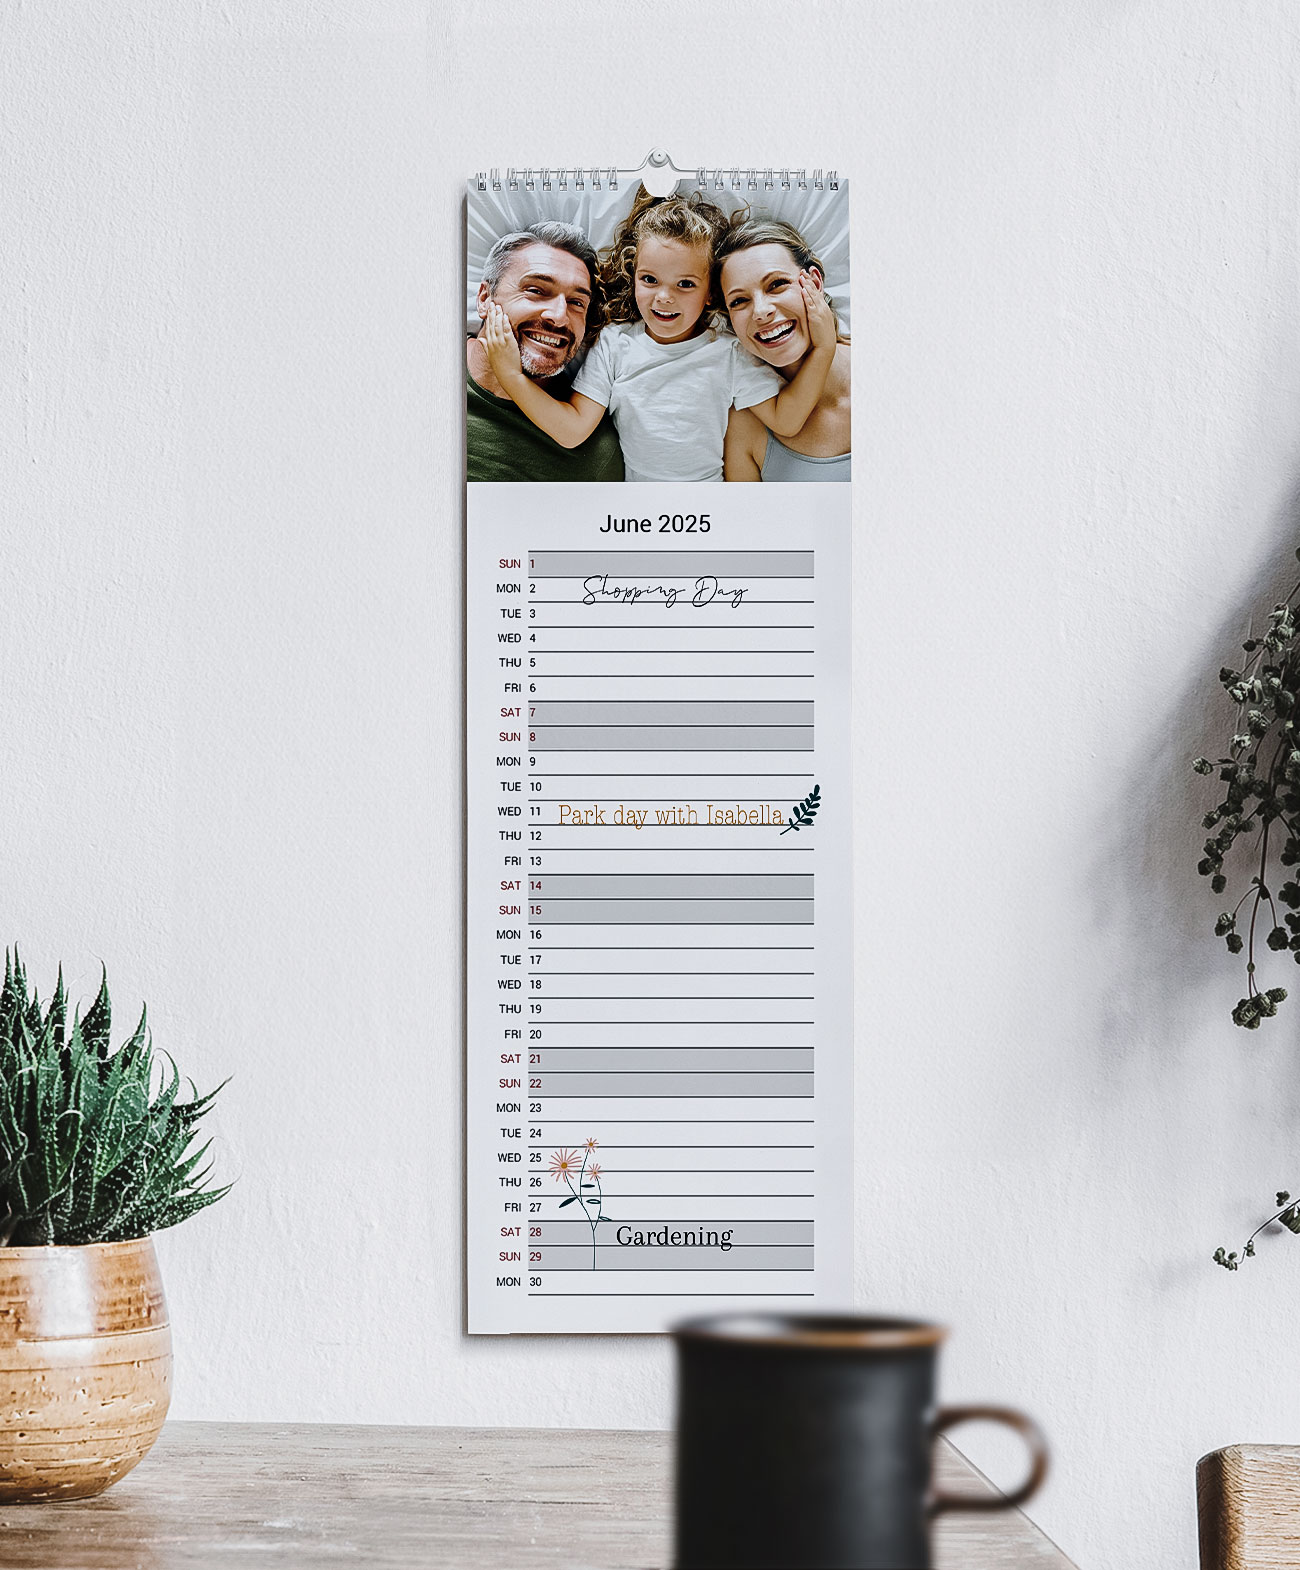 June 2025
SUN 1
MON 2 Shopping Day
TUE 3
WED 4
THU 5
FRI 6
SAT 7
SUN 8
MON 9
TUE 10
WED 11 Park day with Isabella
THU 12
FRI 13
SAT 14
SUN 15
MON 16
TUE 17
WED 18
THU 19
FRI 20
SAT 21
SUN 22
MON 23
TUE 24
WED 25
THU 26
FRI 27
SAT 28 Gardening
SUN 29
MON 30